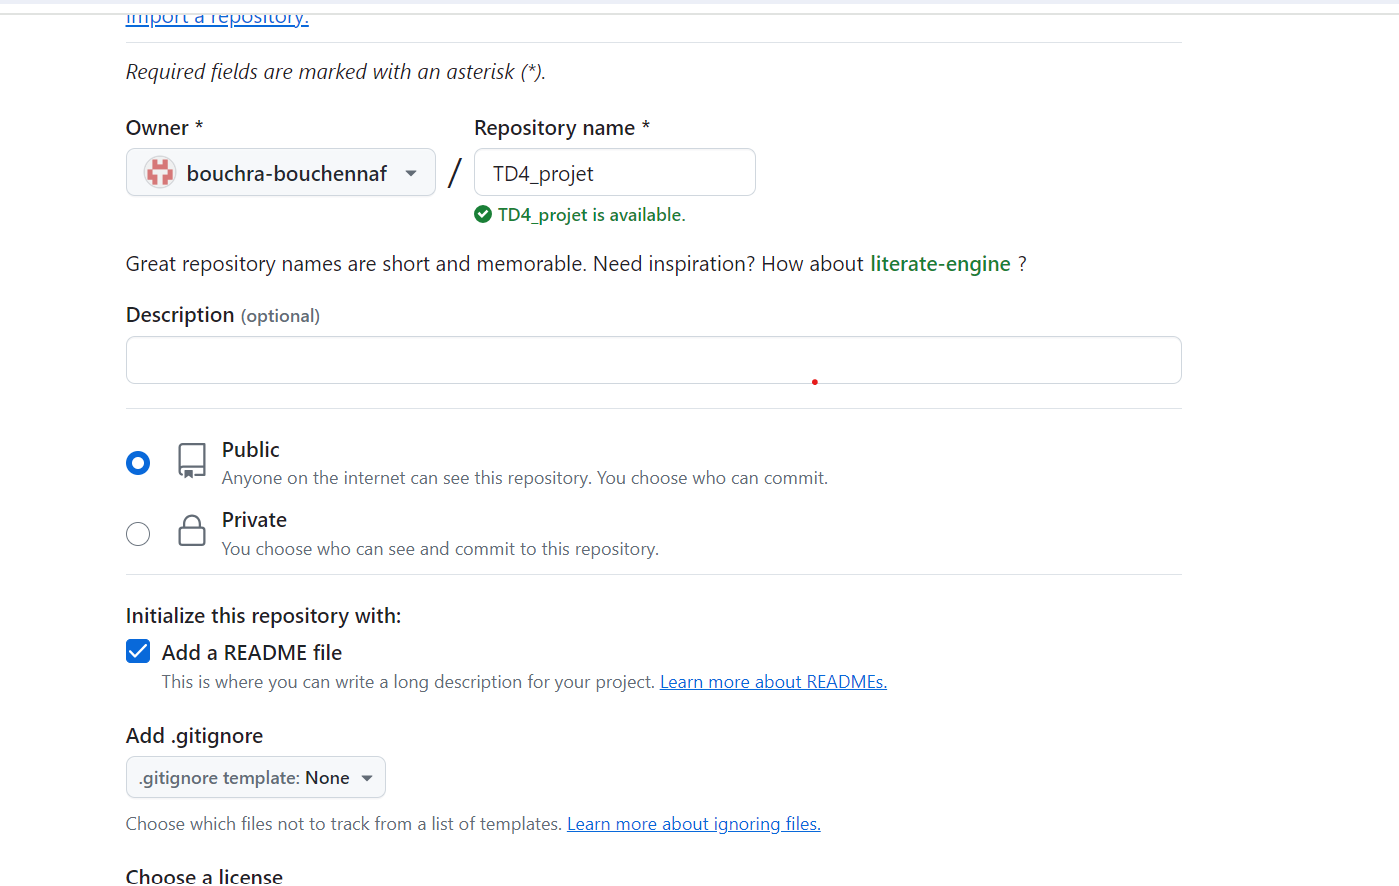 Import a repository.
Required fields are marked with an asterisk (*).
Owner *
Repository name *
bouchra-bouchennaf
/
TD4_projet
TD4_projet is available.
Great repository names are short and memorable. Need inspiration? How about literate-engine ?
Description (optional)
Public
Anyone on the internet can see this repository. You choose who can commit.
Private
You choose who can see and commit to this repository.
Initialize this repository with:
Add a README file
This is where you can write a long description for your project. Learn more about READMEs.
Add .gitignore
.gitignore template: None
Choose which files not to track from a list of templates. Learn more about ignoring files.
Choose a license